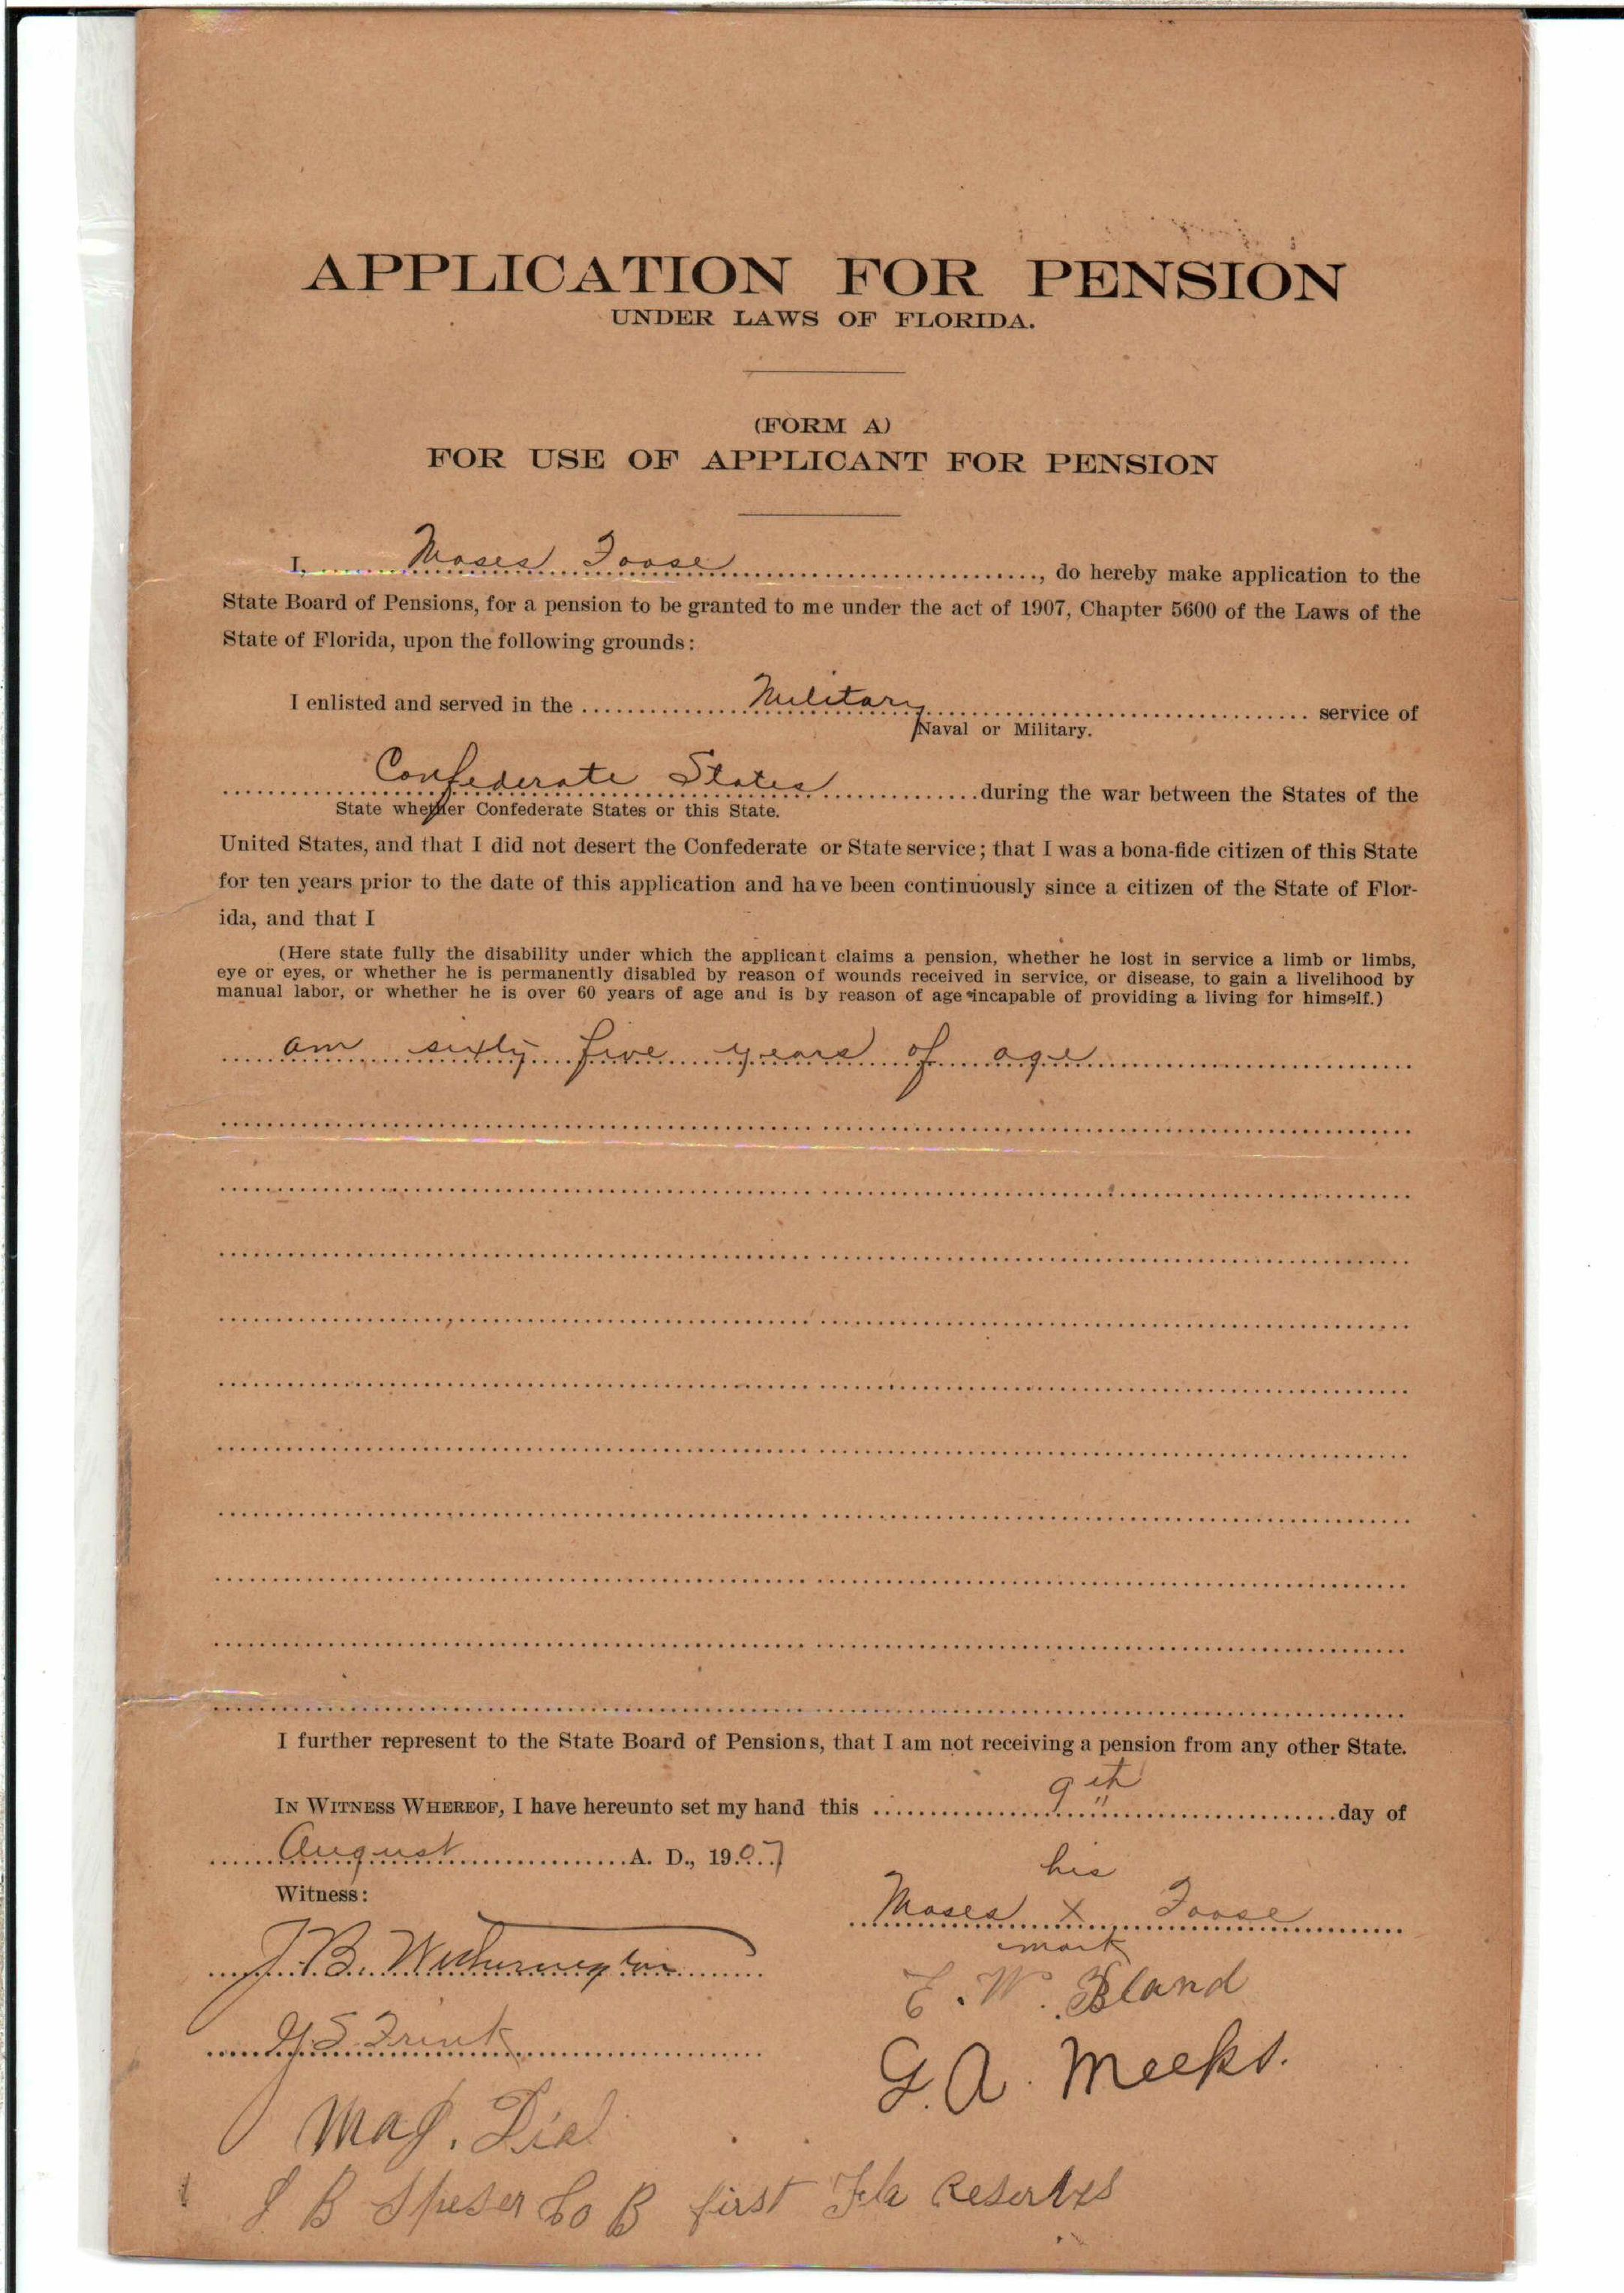 APPLICATION FOR PENSION
UNDER LAWS OF FLORIDA.
(FORM A)
FOR USE OF APPLICANT FOR PENSION
I, Moses Foose, do hereby make application to the
State Board of Pensions, for a pension to be granted to me under the act of 1907, Chapter 5600 of the Laws of the
State of Florida, upon the following grounds:
I enlisted and served in the Military service of
Naval or Military.
Confederate States during the war between the States of the
State whether Confederate States or this State.
United States, and that I did not desert the Confederate or State service; that I was a bona-fide citizen of this State
for ten years prior to the date of this application and have been continuously since a citizen of the State of Flor-
ida, and that I
(Here state fully the disability under which the applicant claims a pension, whether he lost in service a limb or limbs,
eye or eyes, or whether he is permanently disabled by reason of wounds received in service, or disease, to gain a livelihood by
manual labor, or whether he is over 60 years of age and is by reason of age incapable of providing a living for himself.)
am sixty five years of age
I further represent to the State Board of Pensions, that I am not receiving a pension from any other State.
IN WITNESS WHEREOF, I have hereunto set my hand this 9th day of
August A. D., 1907
Witness:
his
Moses X Foose
mark
J. B. Witherington
E. W. Bland
Frink
G. A. Meeks.
Mag.
J B Co B first Fla Reserves